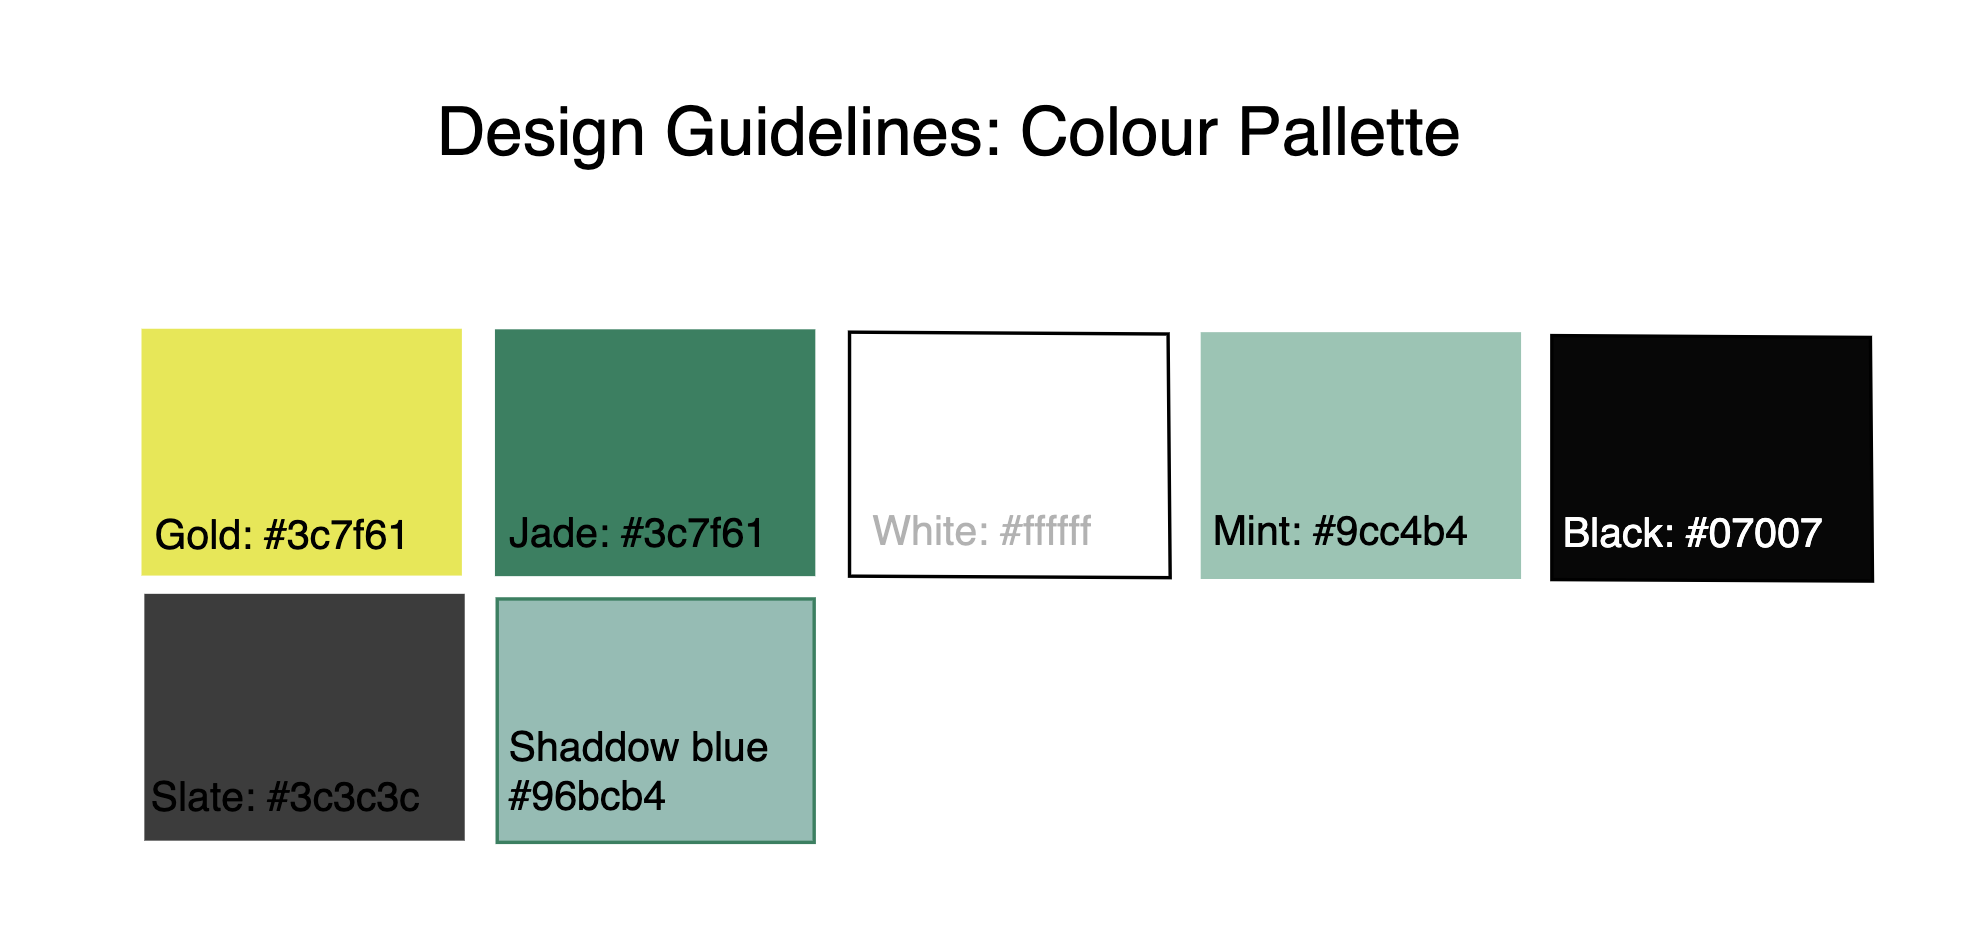 Design Guidelines: Colour Pallette
Gold: #3c7f61
Jade: #3c7f61
White: #ffffff
Mint: #9cc4b4
Black: #07007
Slate: #3c3c3c
Shaddow blue
#96bcb4